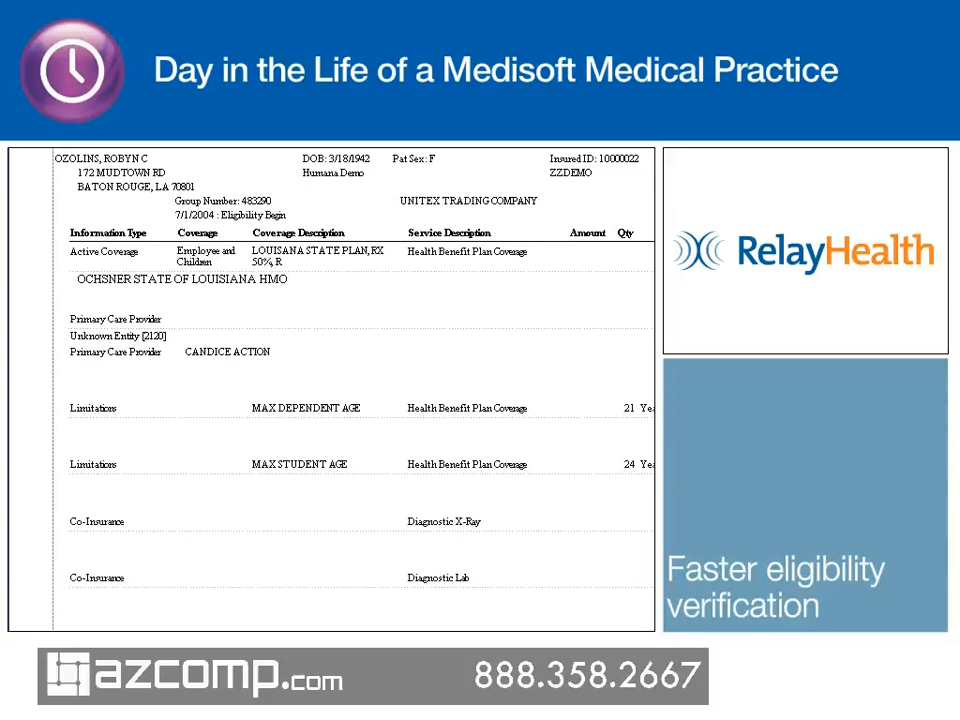 Day in the Life of a Medisoft Medical Practice
OZOLINS, ROBYN C DOB: 3/18/1942 Pat Sex: F Insured ID: 10000022
172 MUDTOWN RD Humana Demo ZZDEMO
BATON ROUGE, LA 70801
Group Number: 483290 UNITEX TRADING COMPANY
7/1/2004 : Eligibility Begin
Information Type Coverage Coverage Description Service Description Amount Qty
Active Coverage Employee and LOUISANA STATE PLAN, RX Health Benefit Plan Coverage
Children 50%, R
OCHSNER STATE OF LOUISIANA HMO
Primary Care Provider
Unknown Entity [2120]
Primary Care Provider CANDICE ACTION
Limitations MAX DEPENDENT AGE Health Benefit Plan Coverage 21 Yea
Limitations MAX STUDENT AGE Health Benefit Plan Coverage 24 Yea
Co-Insurance Diagnostic X-Ray
Co-Insurance Diagnostic Lab
RelayHealth
Faster eligibility
verification
azcomp.com 888.358.2667